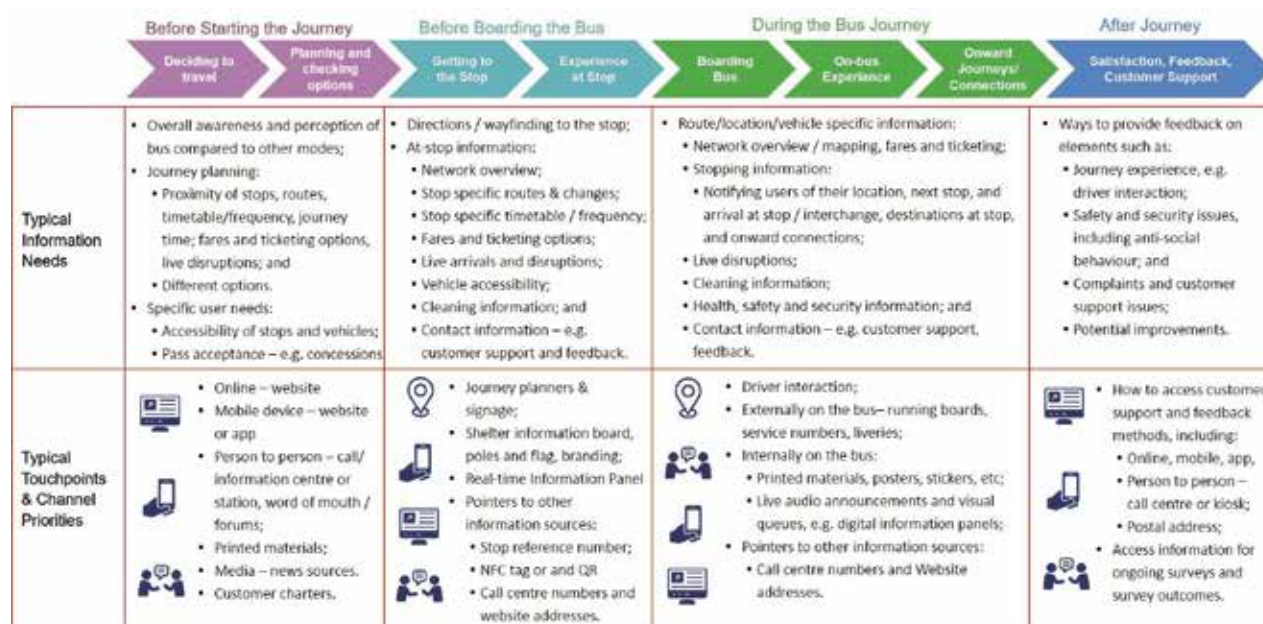 Before Starting the Journey
Before Boarding the Bus
During the Bus Journey
After Journey
Deciding to
travel
Planning and
checking
options
Getting to
the Stop
Experience
at Stop
Boarding
Bus
On-bus
Experience
Onward
Journeys/
Connections
Satisfaction, Feedback,
Customer Support
Typical
Information
Needs
• Overall awareness and perception of
bus compared to other modes;
• Journey planning:
• Proximity of stops, routes,
timetable/frequency, journey
time; fares and ticketing options,
live disruptions; and
• Different options.
• Specific user needs:
• Accessibility of stops and vehicles;
• Pass acceptance – e.g. concessions
• Directions / wayfinding to the stop;
• At-stop information:
• Network overview;
• Stop specific routes & changes;
• Stop specific timetable / frequency;
• Fares and ticketing options;
• Live arrivals and disruptions;
• Vehicle accessibility;
• Cleaning information; and
• Contact information – e.g.
customer support and feedback.
• Route/location/vehicle specific information:
• Network overview / mapping, fares and ticketing;
• Stopping information:
• Notifying users of their location, next stop, and
arrival at stop / interchange, destinations at stop,
and onward connections;
• Live disruptions;
• Cleaning information;
• Health, safety and security information; and
• Contact information – e.g. customer support,
feedback.
• Ways to provide feedback on
elements such as:
• Journey experience, e.g.
driver interaction;
• Safety and security issues,
including anti-social
behaviour; and
• Complaints and customer
support issues;
• Potential improvements.
Typical
Touchpoints
& Channel
Priorities
• Online – website
• Mobile device – website
or app
• Person to person – call/
information centre or
station, word of mouth /
forums;
• Printed materials;
• Media – news sources.
• Customer charters.
• Journey planners &
signage;
• Shelter information board,
poles and flag, branding;
• Real-time Information Panel
• Pointers to other
information sources:
• Stop reference number;
• NFC tag or and QR
• Call centre numbers and
website addresses.
• Driver interaction;
• Externally on the bus– running boards,
service numbers, liveries;
• Internally on the bus:
• Printed materials, posters, stickers, etc;
• Live audio announcements and visual
queues, e.g. digital information panels;
• Pointers to other information sources:
• Call centre numbers and Website
addresses.
• How to access customer
support and feedback
methods, including:
• Online, mobile, app,
• Person to person –
call centre or kiosk;
• Postal address;
• Access information for
ongoing surveys and
survey outcomes.